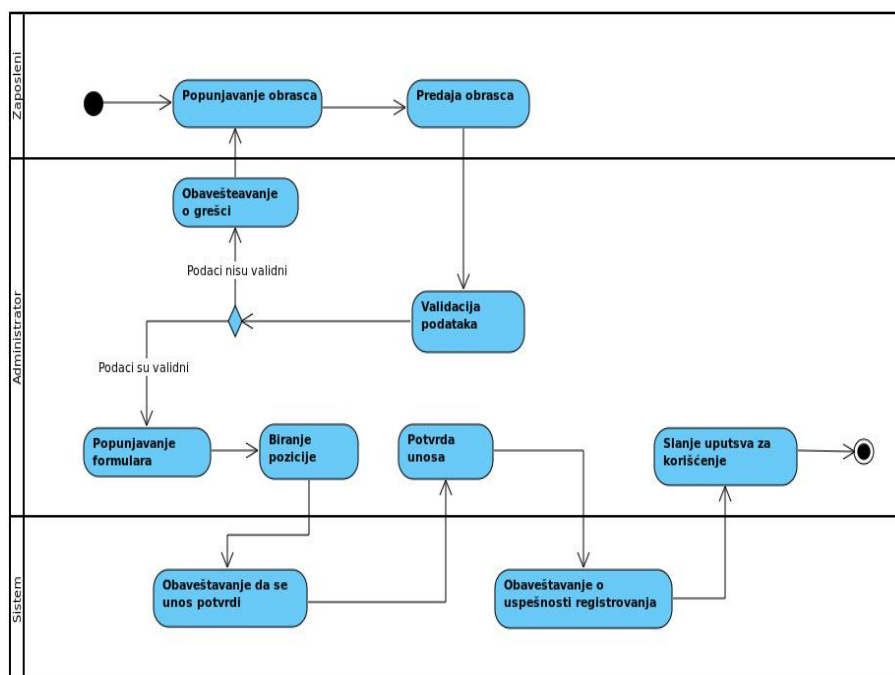 Zaposleni
Popunjavanje obrasca
Predaja obrasca
Administrator
Obavešteavanje
o grešci
Podaci nisu validni
Validacija
podataka
Podaci su validni
Popunjavanje
formulara
Biranje
pozicije
Potvrda
unosa
Slanje uputsva za
korišćenje
Sistem
Obaveštavanje da se
unos potvrdi
Obaveštavanje o
uspešnosti registrovanja